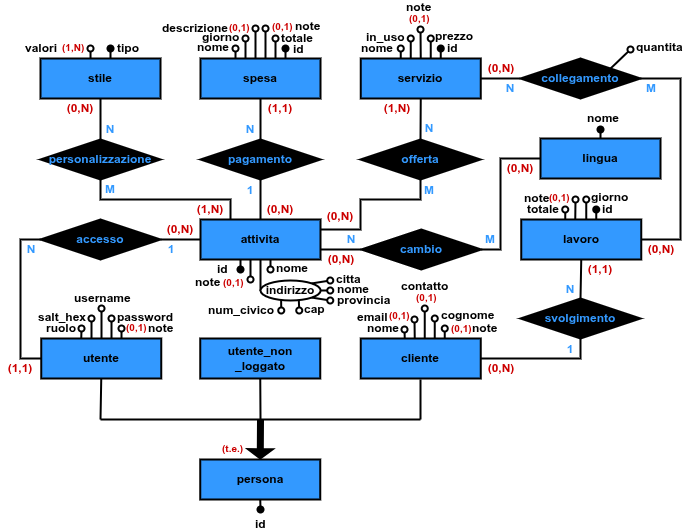 note
(0,1)
descrizione (0,1)
(0,1) note
giorno
totale
in_uso
prezzo
valori (1,N)
tipo
nome
id
nome
id
quantita
stile
spesa
servizio
(0,N)
collegamento
N
M
(0,N)
(1,1)
(1,N)
nome
N
N
N
personalizzazione
pagamento
offerta
lingua
(0,N)
M
1
M
note(0,1)
giorno
totale
id
(1,N)
(0,N)
(0,N)
(0,N)
accesso
attivita
N
M
lavoro
N
1
(0,N)
cambio
(0,N)
id
nome
(1,1)
note (0,1)
citta
indirizzo
nome
provincia
N
username
contatto
(0,1)
num_civico
cap
salt_hex
password
email(0,1)
cognome
svolgimento
ruolo
(0,1) note
nome
(0,1) note
1
utente
utente_non
_loggato
cliente
(1,1)
(0,N)
(t.e.)
persona
id